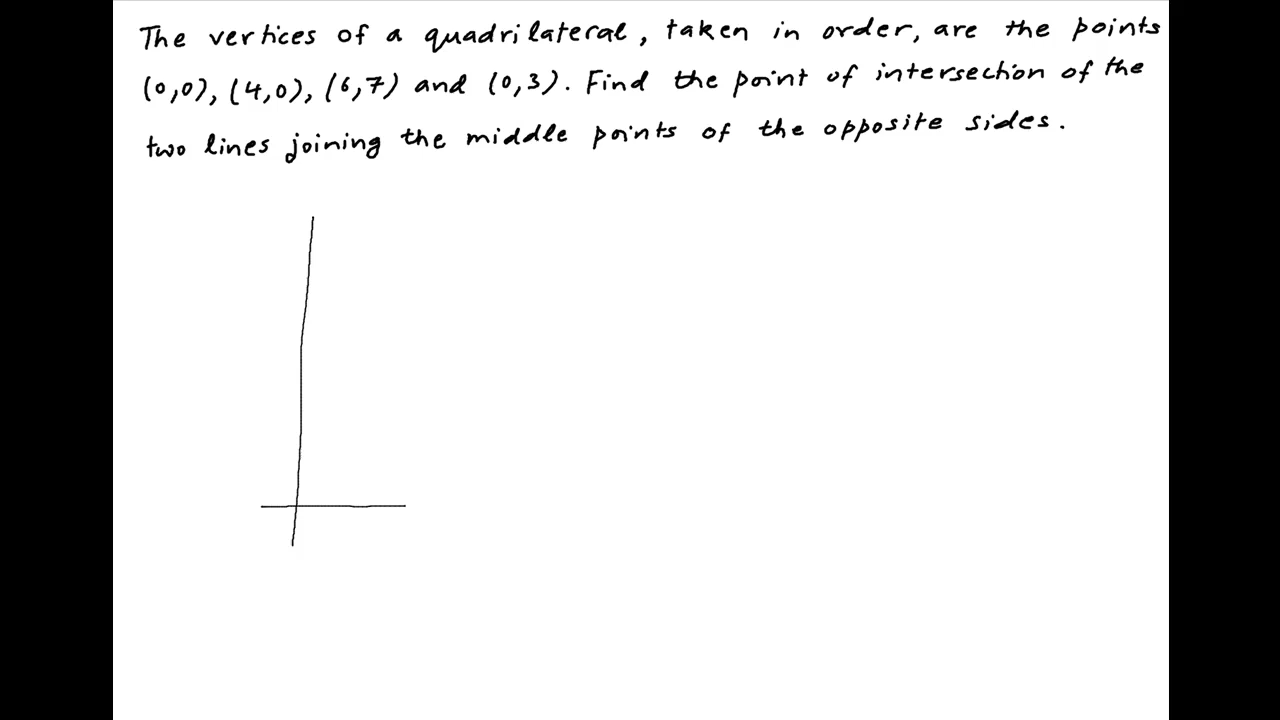 The vertices of a quadrilateral, taken in order, are the points
(0,0), (4,0), (6,7) and (0,3). Find the point of intersection of the
two lines joining the middle points of the opposite sides.